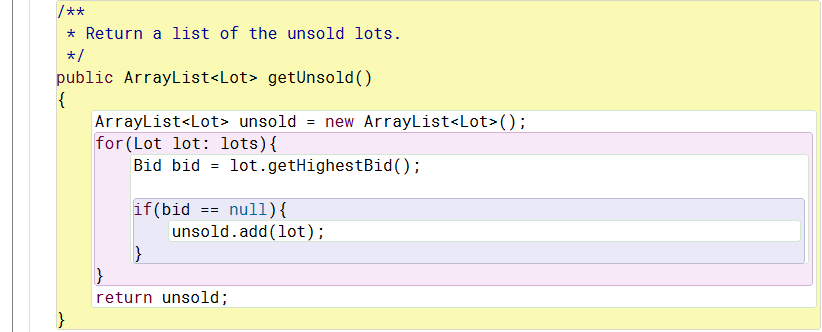 /**
 * Return a list of the unsold lots.
 */
public ArrayList<Lot> getUnsold()
{
    ArrayList<Lot> unsold = new ArrayList<Lot>();
    for(Lot lot: lots){
        Bid bid = lot.getHighestBid();

        if(bid == null){
            unsold.add(lot);
        }
    }
    return unsold;
}